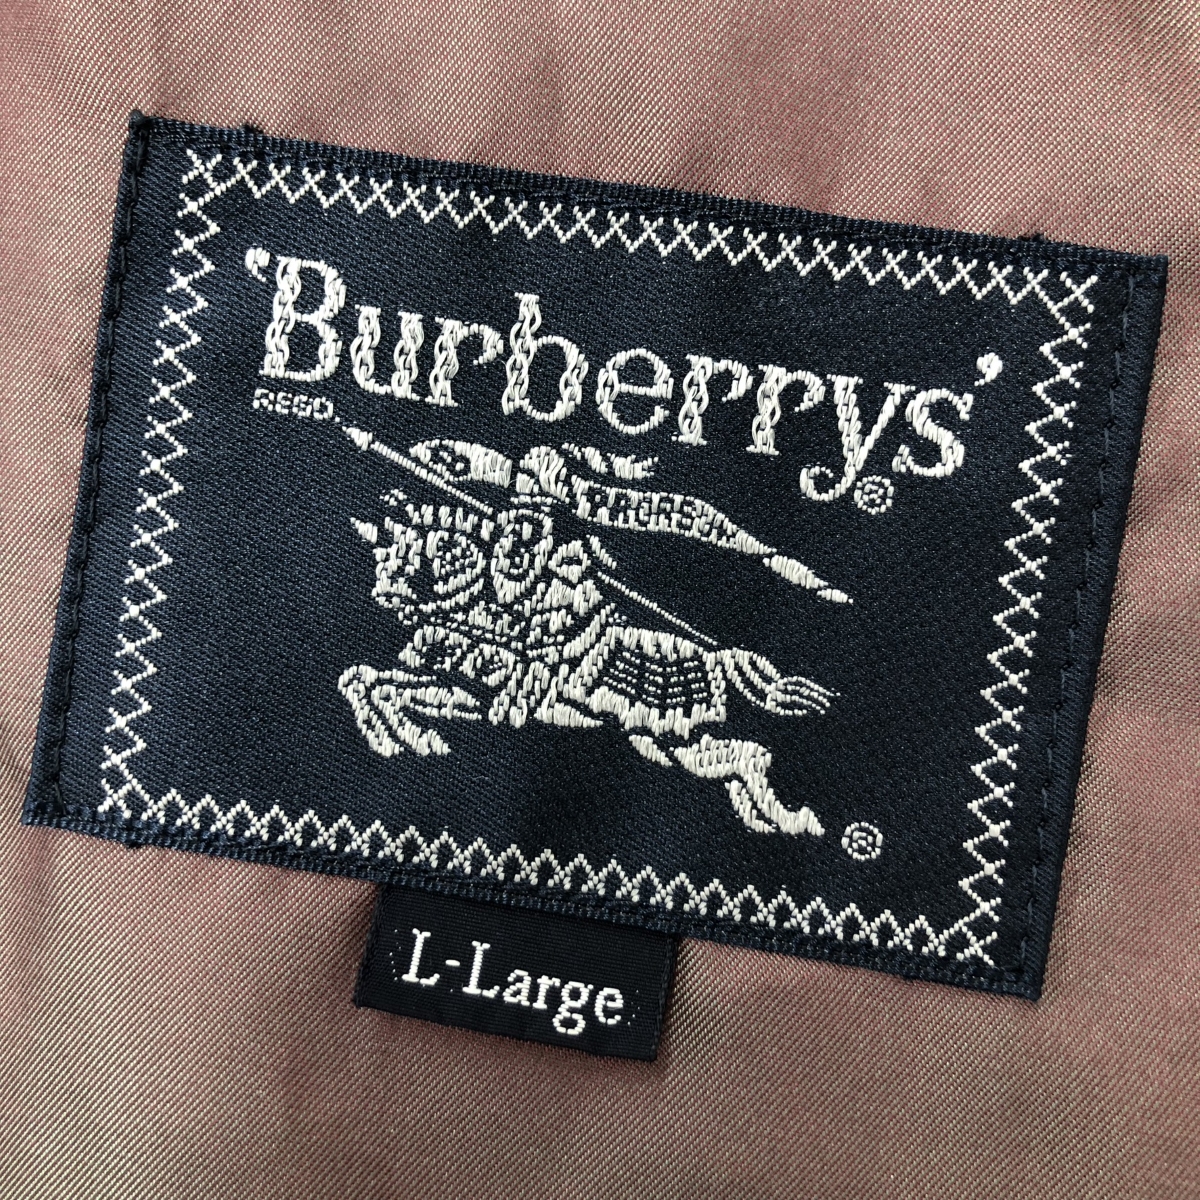 'Burberrys'
REGD.
®
PRORSUM
®
L-Large